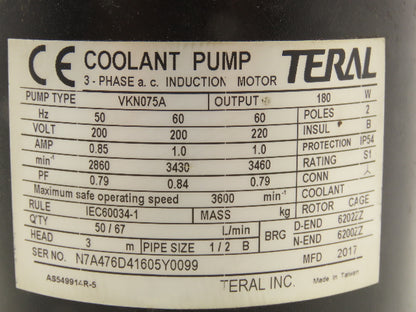 CE COOLANT PUMP TERAL
3 - PHASE a. c. INDUCTION MOTOR
PUMP TYPE VKN075A OUTPUT 180 W
Hz 50 60 60 POLES 2
VOLT 200 200 220 INSUL B
AMP 0.85 1.0 1.0 PROTECTION IP54
min⁻¹ 2860 3430 3460 RATING S1
PF 0.79 0.84 0.79 CONN 人
Maximum safe operating speed 3600 min⁻¹ COOLANT
RULE IEC60034-1 MASS kg ROTOR CAGE
Q'TY 50 / 67 L/min BRG D-END 6202ZZ
HEAD 3 m PIPE SIZE 1 / 2 B N-END 6200ZZ
SER NO. N7A476D41605Y0099 MFD 2017
AS549914R-5 TERAL INC. Made in Taiwan